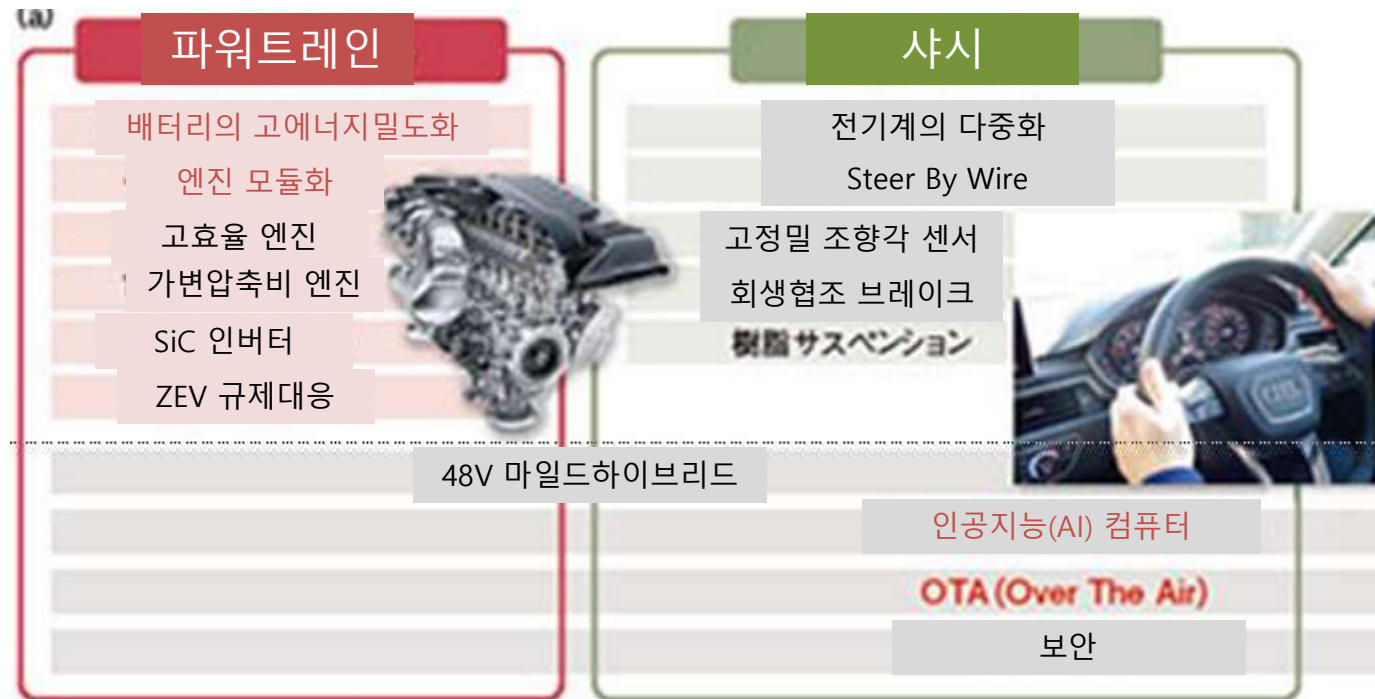 (a)
파워트레인
배터리의 고에너지밀도화
엔진 모듈화
고효율 엔진
가변압축비 엔진
SiC 인버터
ZEV 규제대응
샤시
전기계의 다중화
Steer By Wire
고정밀 조향각 센서
회생협조 브레이크
樹脂サスペンション
48V 마일드하이브리드
인공지능(AI) 컴퓨터
OTA (Over The Air)
보안